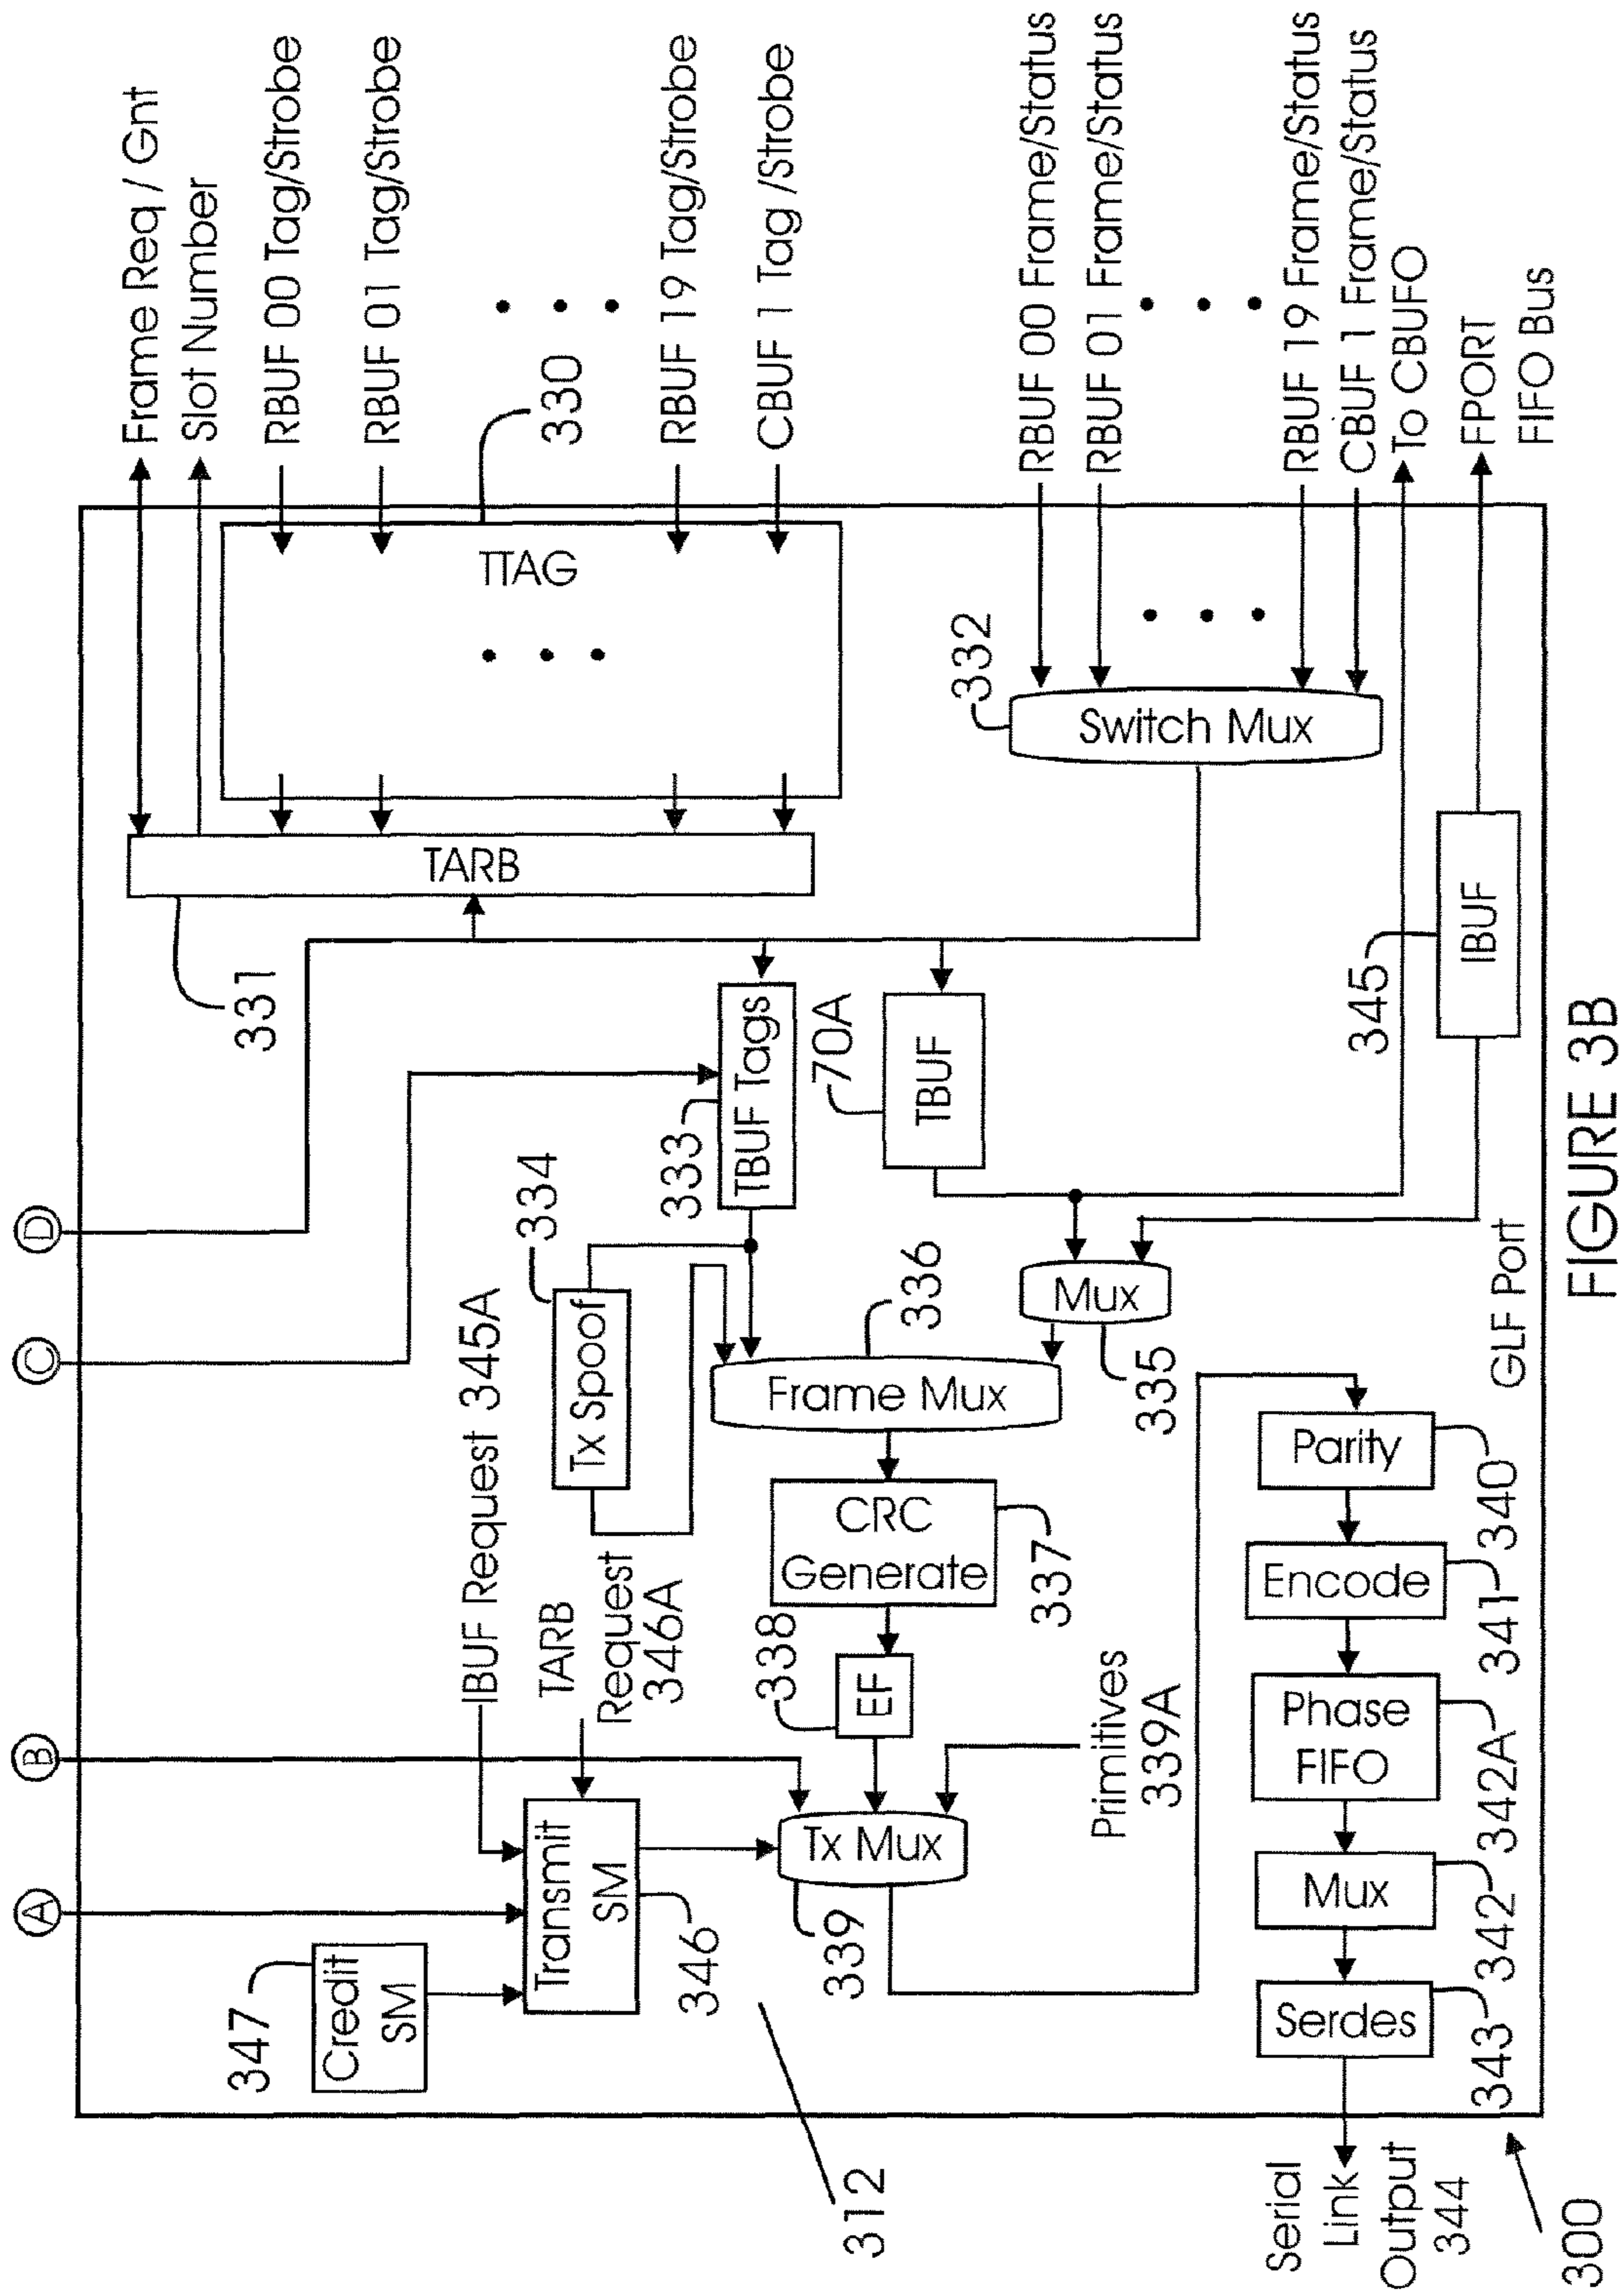 A
B
C
D
347
Credit
SM
IBUF Request 345A
TARB
Request
346A
Transmit
SM
346
312
334
Tx Spoof
333
TBUF Tags
331
TARB
TTAG
330
Frame Req / Gnt
Slot Number
RBUF 00 Tag/Strobe
RBUF 01 Tag/Strobe
RBUF 19 Tag/Strobe
CBUF 1 Tag /Strobe
338
EF
CRC
Generate
337
Frame Mux
336
70A
TBUF
332
Switch Mux
RBUF 00 Frame/Status
RBUF 01 Frame/Status
RBUF 19 Frame/Status
CBUF 1 Frame/Status
To CBUFO
FPORT
FIFO Bus
Tx Mux
339
Primitives
339A
Mux
335
345
IBUF
Serial
Link
Output
344
Serdes
343
Mux
342
Phase
FIFO
342A
Encode
341
Parity
340
GLF Port
300
FIGURE 3B